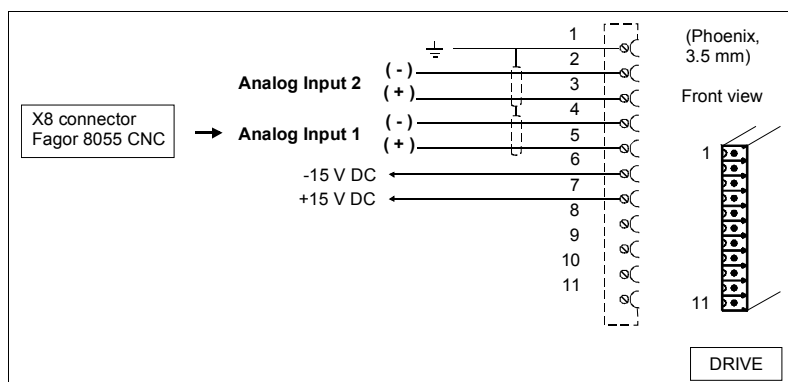 1
(Phoenix,
3.5 mm)
2
( - )
Analog Input 2
3
( + )
Front view
4
( - )
X8 connector
Fagor 8055 CNC
Analog Input 1
5
( + )
1
6
-15 V DC
7
+15 V DC
8
9
10
11
11
DRIVE